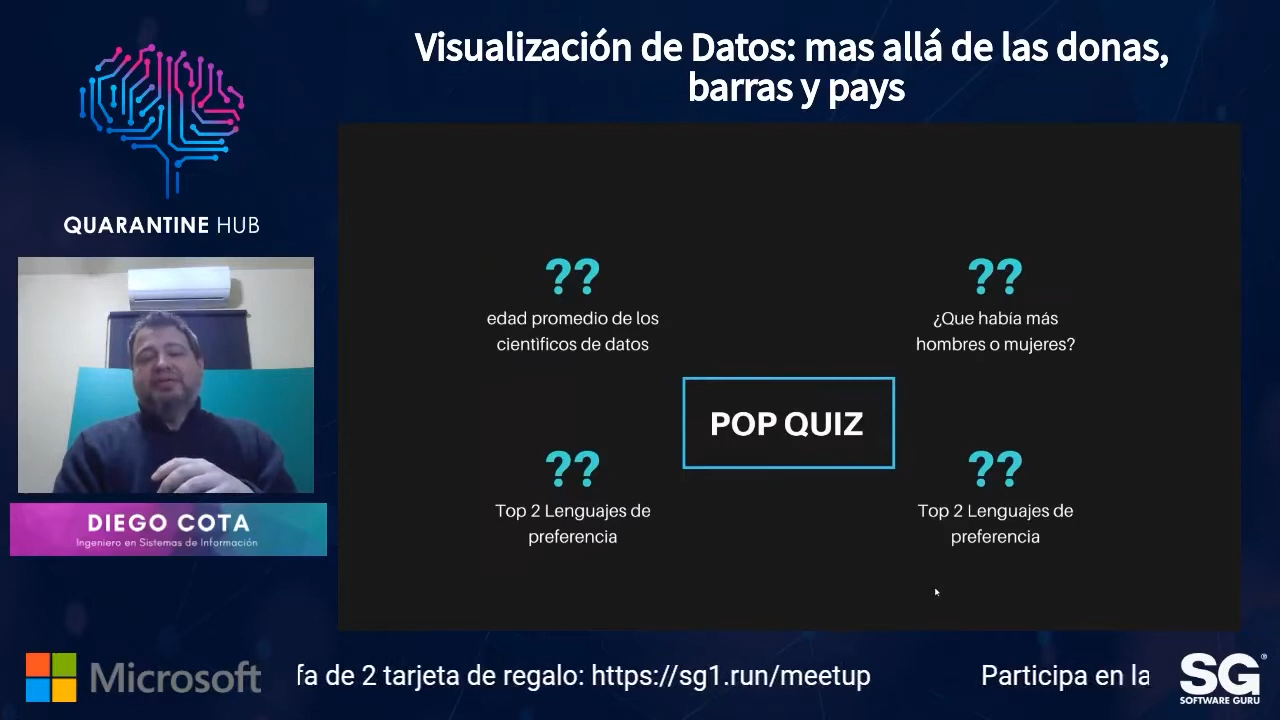 Visualización de Datos: mas allá de las donas,
barras y pays
QUARANTINE HUB
??
edad promedio de los
cientificos de datos
??
¿Que había más
hombres o mujeres?
POP QUIZ
??
Top 2 Lenguajes de
preferencia
??
Top 2 Lenguajes de
preferencia
DIEGO COTA
Ingeniero en Sistemas de Información
Microsoft
fa de 2 tarjeta de regalo: https://sg1.run/meetup
Participa en la
SG®
SOFTWARE GURU